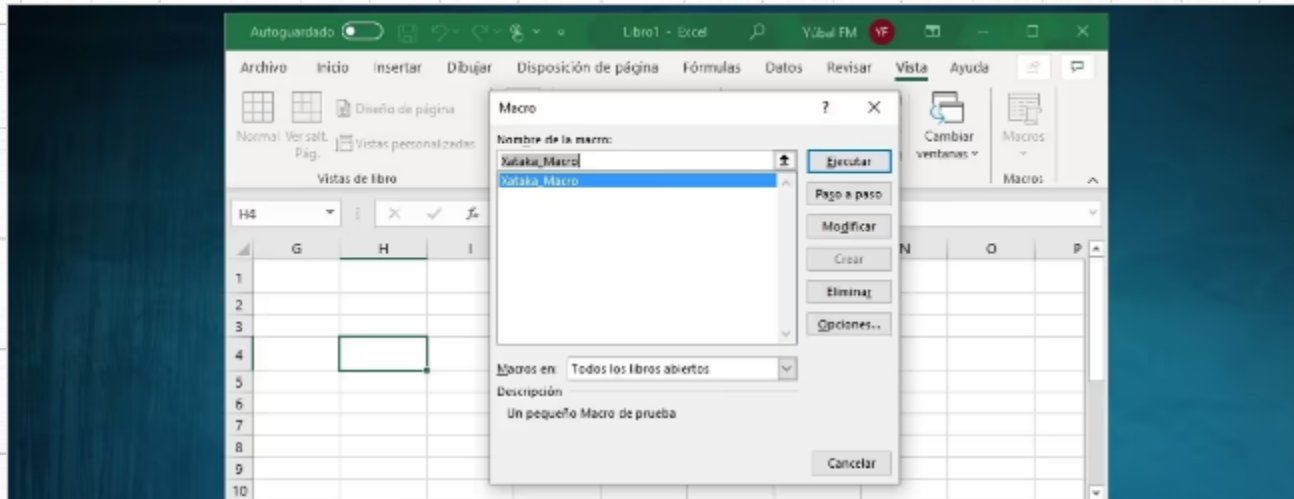 Autoguardado Libro1 - Excel Yúbal FM YF
Archivo Inicio Insertar Dibujar Disposición de página Fórmulas Datos Revisar Vista Ayuda
Macro ? ×
Diseño de página
Normal Ver salt. Pág.
Vistas personalizadas
Cambiar ventanas
Macros
Vistas de libro
Macros
Nombre de la macro:
Xataka_Macro
Xataka_Macro
Ejecutar
Paso a paso
Modificar
Crear
Eliminar
Opciones...
H4 fx
G H I N O P
1
2
3
4
5
6
7
8
9
10
Macros en: Todos los libros abiertos
Descripción
Un pequeño Macro de prueba
Cancelar